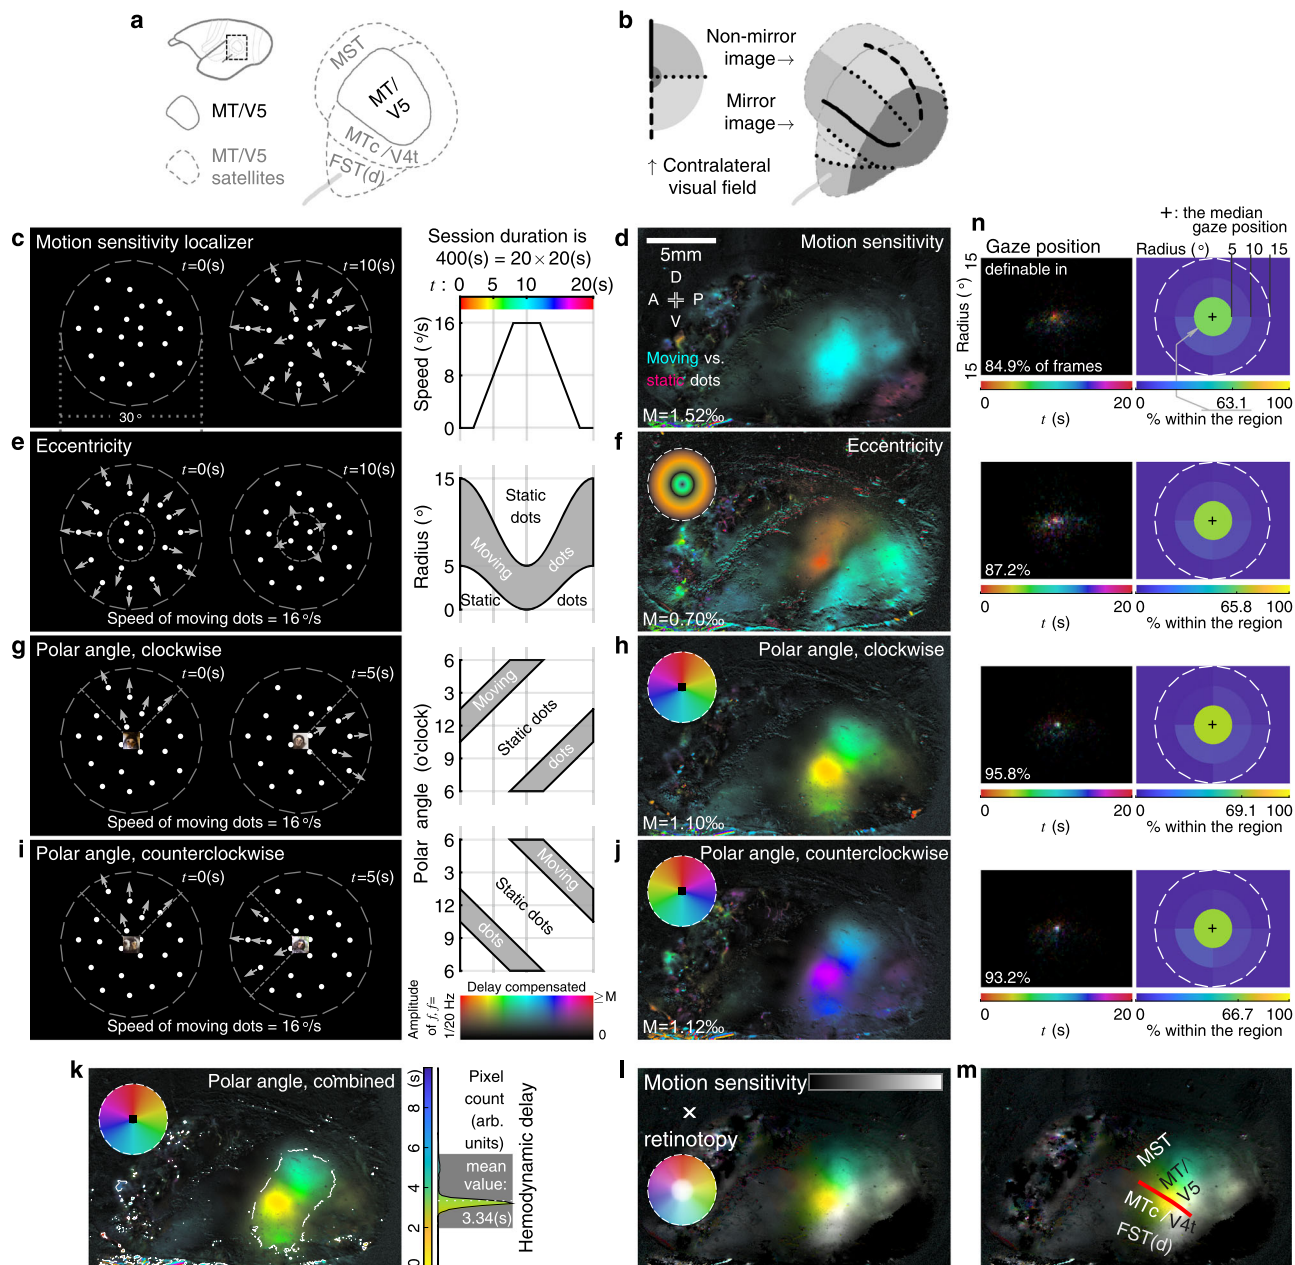 a
MST
MT/
V5
MT/V5
MTc /V4t
FST(d)
MT/V5
satellites
b
Non-mirror
image→
Mirror
image→
↑ Contralateral
visual field
c
Motion sensitivity localizer
t=0(s)
t=10(s)
30°
Session duration is
400(s) = 20×20(s)
t : 0 5 10 20(s)
Speed (°/s)
16
8
0
d
Motion sensitivity
5mm
D
A P
V
Moving vs.
static dots
M=1.52‰
n
+: the median
gaze position
Gaze position
Radius (°) 5 10 15
definable in
15
Radius (°)
15
84.9% of frames
0 20
t (s)
0 63.1 100
% within the region
e
Eccentricity
t=0(s)
t=10(s)
Speed of moving dots = 16°/s
Radius (°)
15
5
0
Static
dots
Moving
dots
Static
dots
f
Eccentricity
M=0.70‰
87.2%
0 20
t (s)
0 65.8 100
% within the region
g
Polar angle, clockwise
t=0(s)
t=5(s)
Speed of moving dots = 16°/s
Polar angle (o'clock)
6
3
12
9
6
Moving
Static dots
dots
h
Polar angle, clockwise
M=1.10‰
95.8%
0 20
t (s)
0 69.1 100
% within the region
i
Polar angle, counterclockwise
t=0(s)
t=5(s)
Speed of moving dots = 16°/s
6
3
12
9
6
Moving
Static dots
dots
Delay compensated
Amplitude
of f, f=
1/20 Hz
≥M
0
j
Polar angle, counterclockwise
M=1.12‰
93.2%
0 20
t (s)
0 66.7 100
% within the region
k
Polar angle, combined
(s)
8
6
4
2
0
Pixel
count
(arb.
units)
mean
value:
3.34(s)
Hemodynamic delay
l
Motion sensitivity
×
retinotopy
m
MST
MT/
V5
MTc /V4t
FST(d)